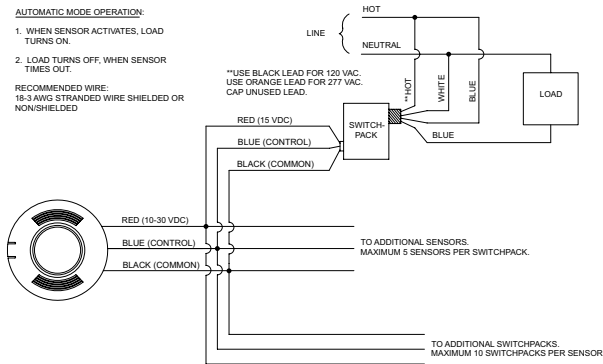 AUTOMATIC MODE OPERATION:
1. WHEN SENSOR ACTIVATES, LOAD
TURNS ON.
2. LOAD TURNS OFF, WHEN SENSOR
TIMES OUT.
RECOMMENDED WIRE:
18-3 AWG STRANDED WIRE SHIELDED OR
NON/SHIELDED
HOT
LINE
NEUTRAL
**USE BLACK LEAD FOR 120 VAC.
USE ORANGE LEAD FOR 277 VAC.
CAP UNUSED LEAD.
**HOT
WHITE
BLUE
LOAD
RED (15 VDC)
SWITCH-
PACK
BLUE
BLUE (CONTROL)
BLACK (COMMON)
RED (10-30 VDC)
BLUE (CONTROL)
BLACK (COMMON)
TO ADDITIONAL SENSORS.
MAXIMUM 5 SENSORS PER SWITCHPACK.
TO ADDITIONAL SWITCHPACKS.
MAXIMUM 10 SWITCHPACKS PER SENSOR